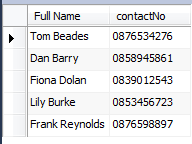 Full Name contactNo
Tom Beades 0876534276
Dan Barry 0858945861
Fiona Dolan 0839012543
Lily Burke 0853456723
Frank Reynolds 0876598897